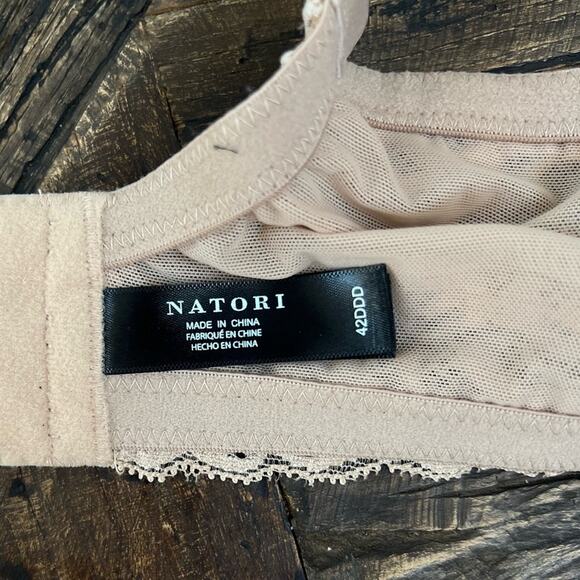 NATORI
MADE IN CHINA
FABRIQUÉ EN CHINE
HECHO EN CHINA
42DDD